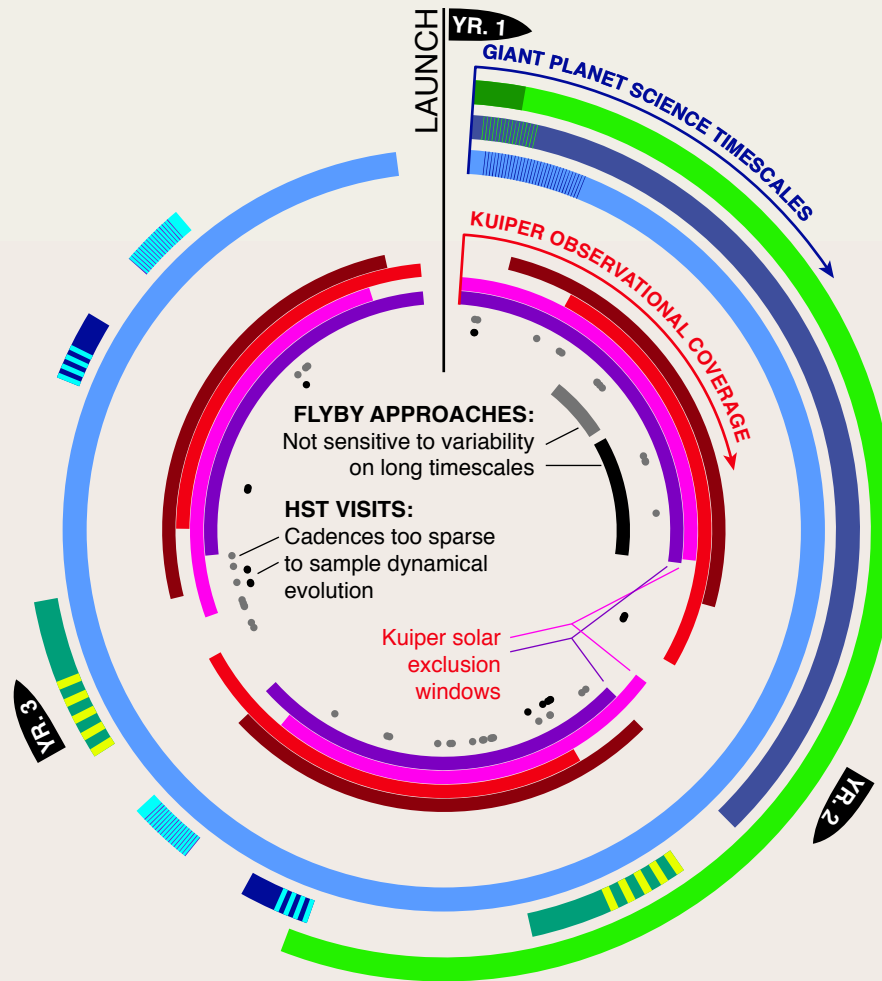 LAUNCH
YR. 1
GIANT PLANET SCIENCE TIMESCALES
KUIPER OBSERVATIONAL COVERAGE
FLYBY APPROACHES:
Not sensitive to variability
on long timescales
HST VISITS:
Cadences too sparse
to sample dynamical
evolution
Kuiper solar
exclusion
windows
YR. 2
YR. 3